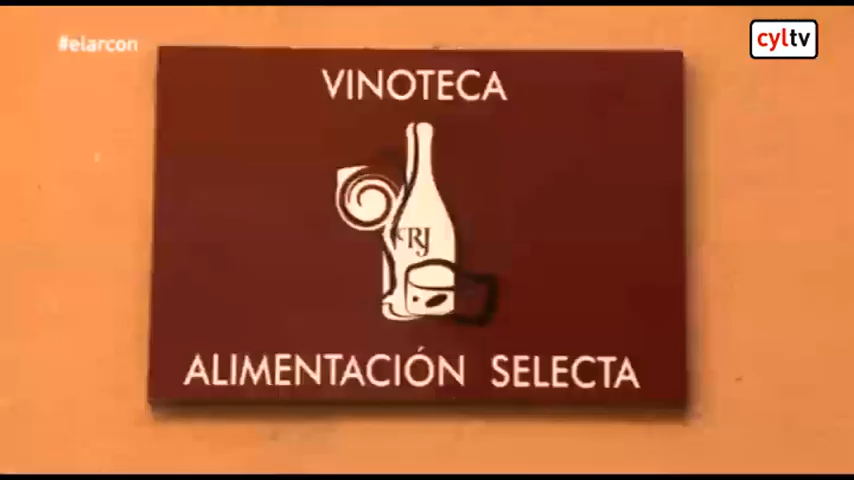 #elarcon
cyltv
VINOTECA
RJ
ALIMENTACIÓN SELECTA